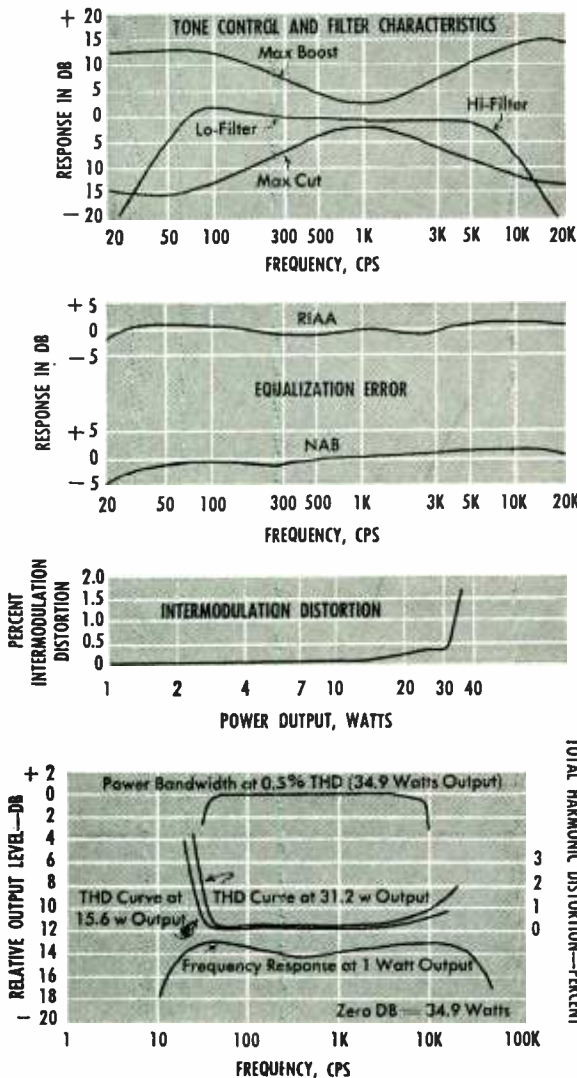 TONE CONTROL AND FILTER CHARACTERISTICS
+ 20
15
10
5
0
5
10
15
− 20
RESPONSE IN DB
Max Boost
Hi-Filter
Lo-Filter
Max Cut
20 50 100 300 500 1K 3K 5K 10K 20K
FREQUENCY, CPS
+ 5
0
− 5
RESPONSE IN DB
RIAA
EQUALIZATION ERROR
+ 5
0
− 5
NAB
20 50 100 300 500 1K 3K 5K 10K 20K
FREQUENCY, CPS
PERCENT
INTERMODULATION
DISTORTION
2.0
1.5
1.0
0.5
0
INTERMODULATION DISTORTION
1 2 4 7 10 20 30 40
POWER OUTPUT, WATTS
− RELATIVE OUTPUT LEVEL—DB
+ 2
0
2
4
6
8
10
12
14
16
18
20
Power Bandwidth at 0.5% THD (34.9 Watts Output)
THD Curve at
15.6 w Output
THD Curve at 31.2 w Output
Frequency Response at 1 Watt Output
Zero DB = 34.9 Watts
3
2
1
0
TOTAL HARMONIC DISTORTION—PERCENT
1 10 100 1K 10K 100K
FREQUENCY, CPS